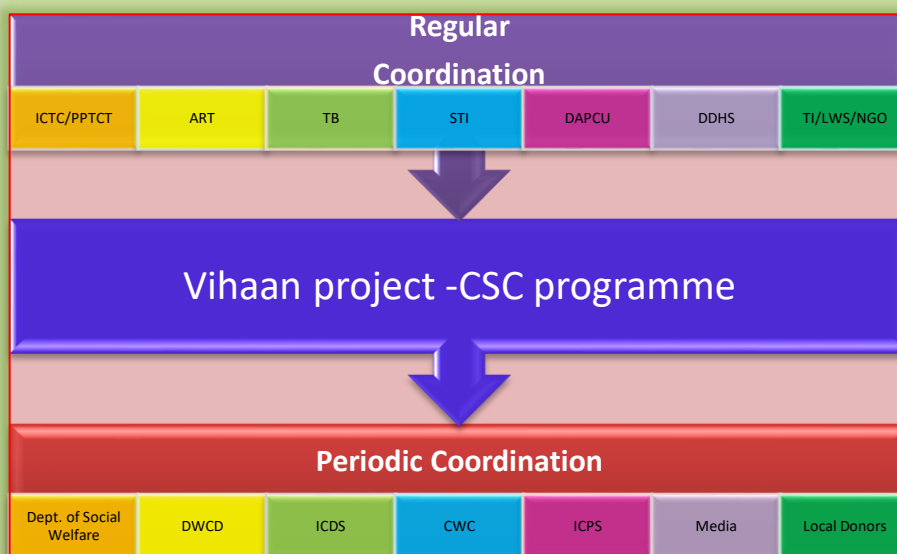 Regular
Coordination
ICTC/PPTCT ART TB STI DAPCU DDHS TI/LWS/NGO
Vihaan project -CSC programme
Periodic Coordination
Dept. of Social
Welfare
DWCD ICDS CWC ICPS Media Local Donors